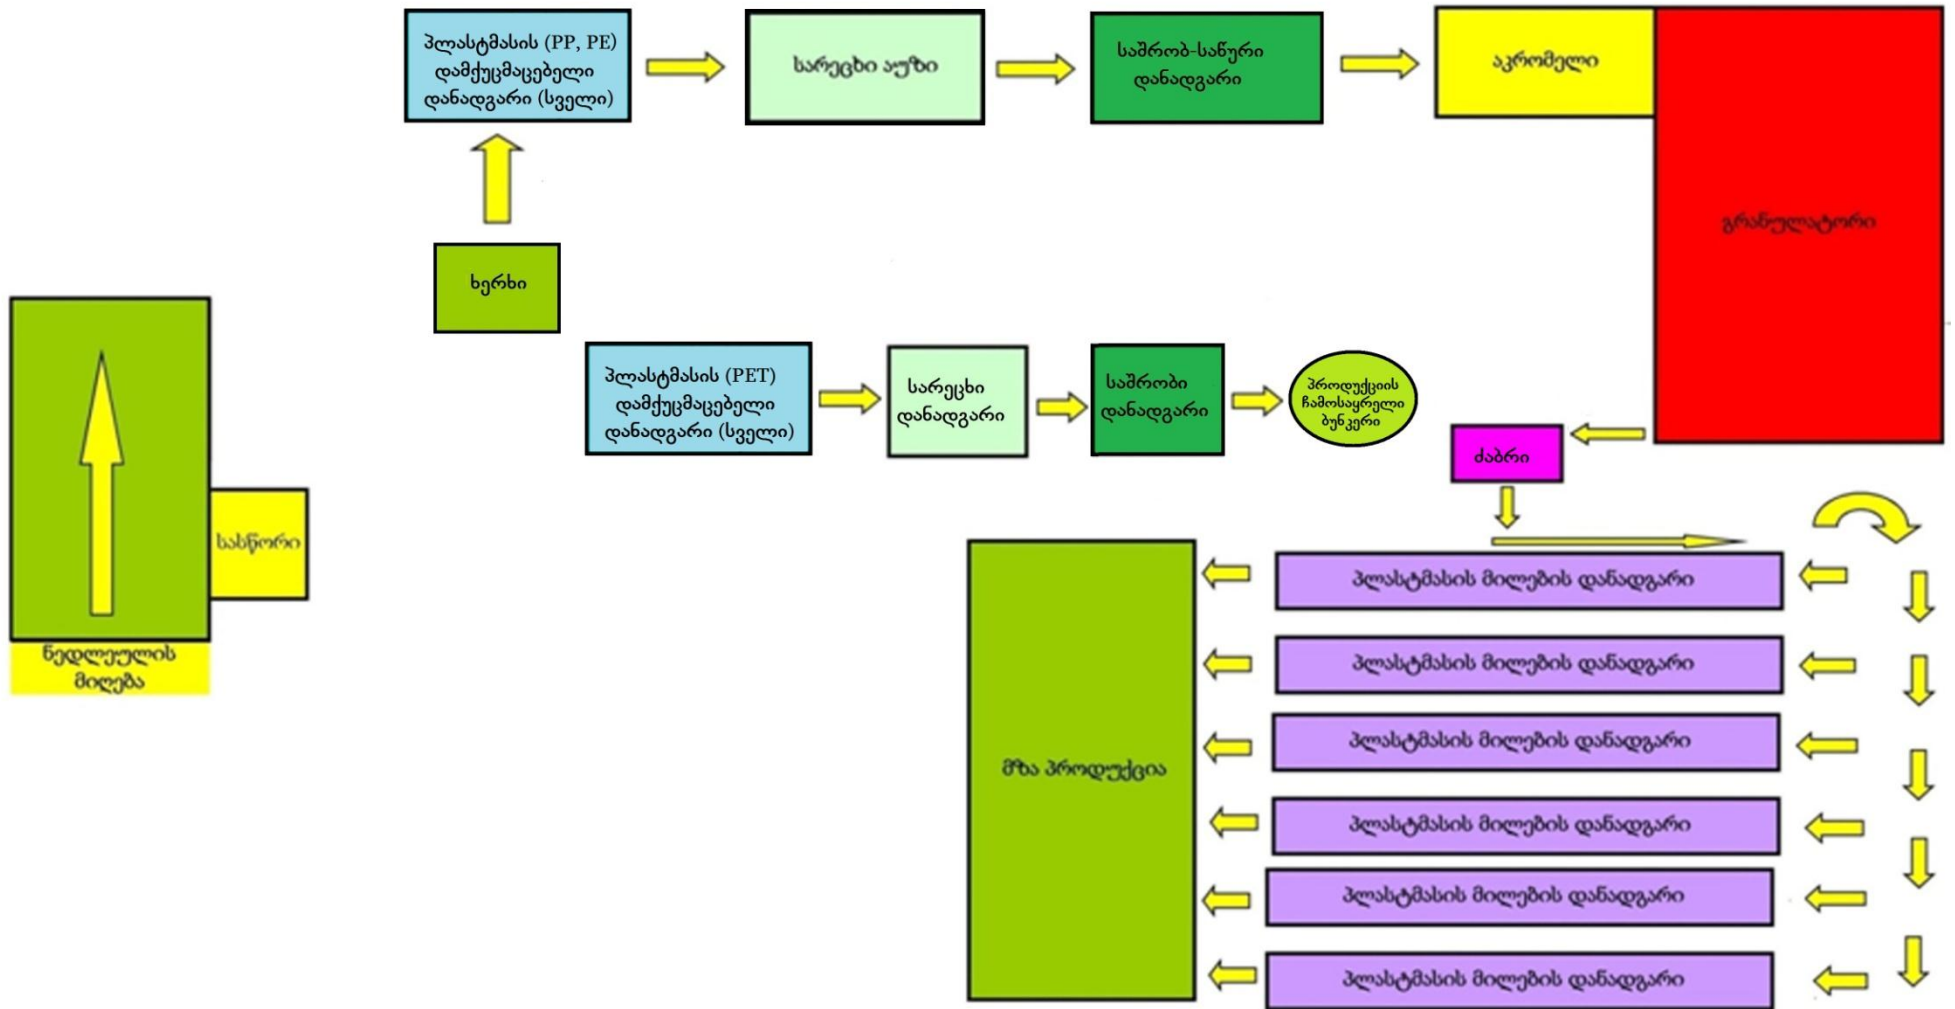 პლასტმასის (PP, PE)
დამქუცმაცებელი
დანადგარი (სველი)
სარეცხი აუზი
საშრობ-საწური
დანადგარი
აკრომელი
გრანულატორი
ხერხი
პლასტმასის (PET)
დამქუცმაცებელი
დანადგარი (სველი)
სარეცხი
დანადგარი
საშრობი
დანადგარი
პროდუქციის
ჩამოსაყრელი
ბუნკერი
ძაბრი
სასწორი
ნედლეულის
მიღება
მზა პროდუქცია
პლასტმასის მილების დანადგარი
პლასტმასის მილების დანადგარი
პლასტმასის მილების დანადგარი
პლასტმასის მილების დანადგარი
პლასტმასის მილების დანადგარი
პლასტმასის მილების დანადგარი